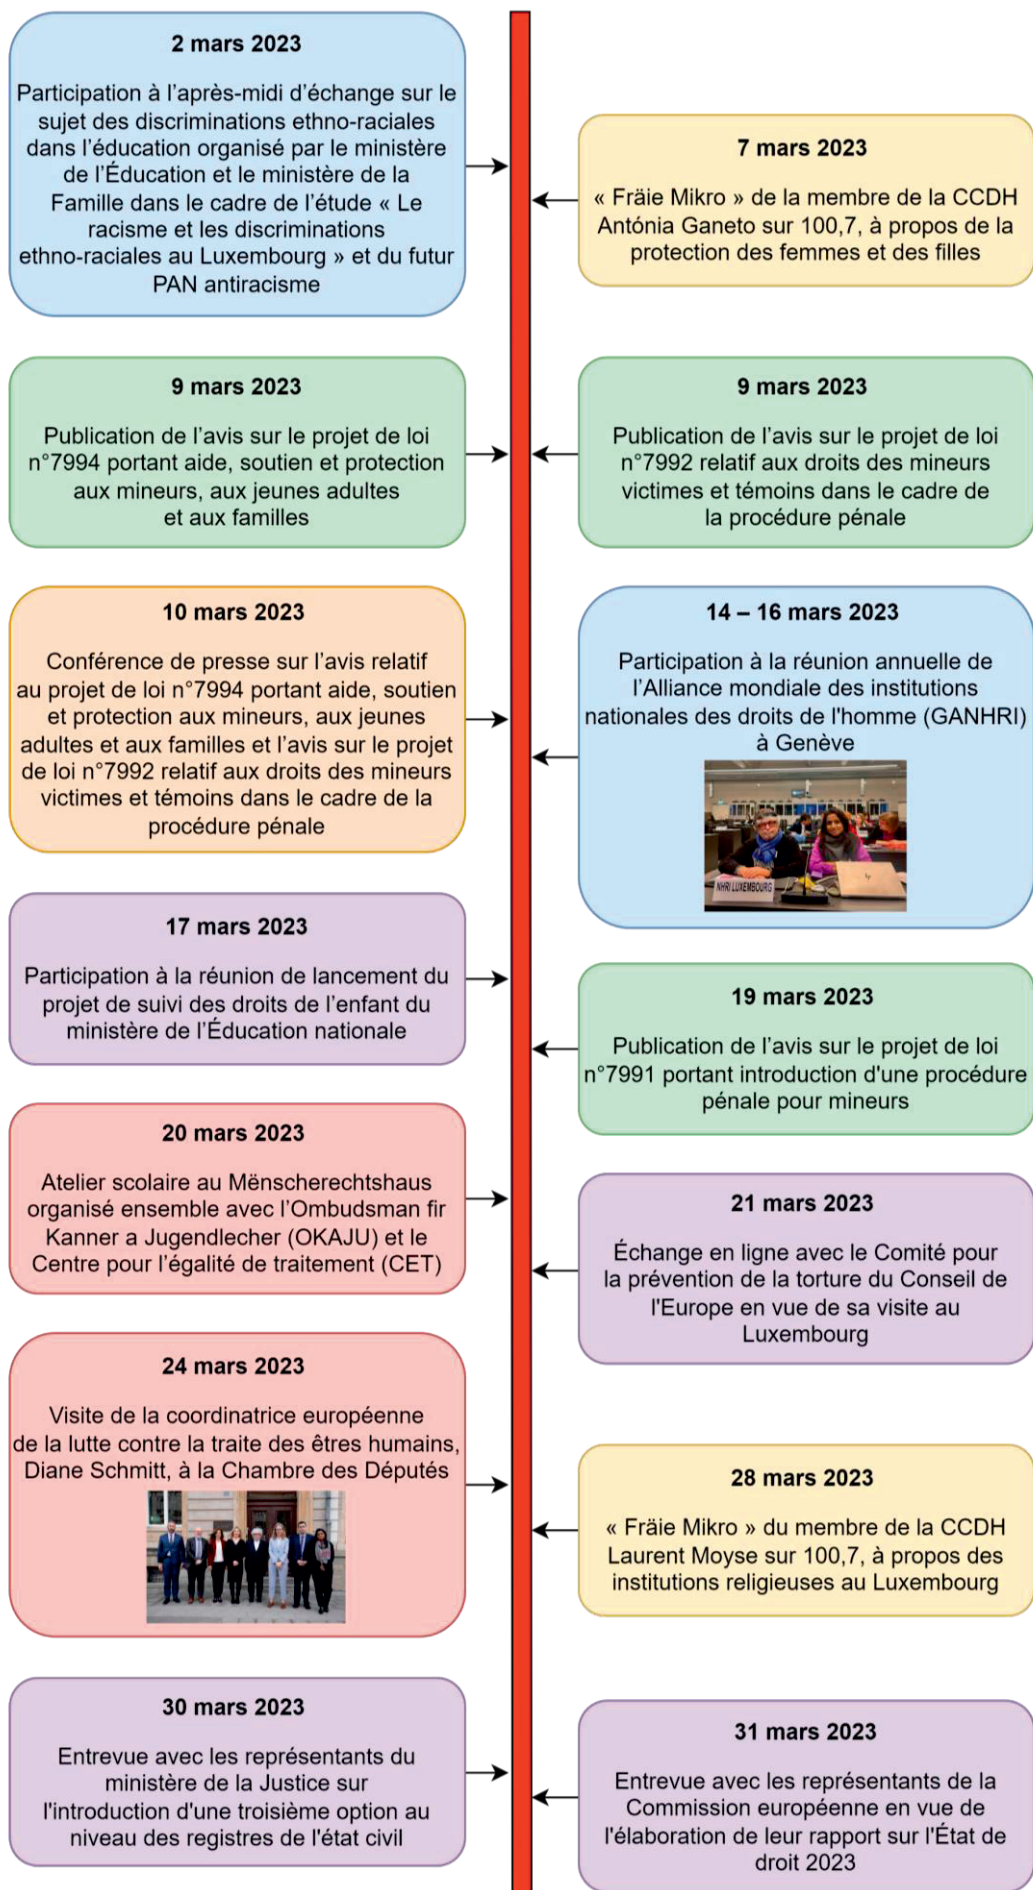 2 mars 2023
Participation à l'après-midi d'échange sur le
sujet des discriminations ethno-raciales
dans l'éducation organisé par le ministère
de l'Éducation et le ministère de la
Famille dans le cadre de l'étude « Le
racisme et les discriminations
ethno-raciales au Luxembourg » et du futur
PAN antiracisme
7 mars 2023
« Fräie Mikro » de la membre de la CCDH
Antónia Ganeto sur 100,7, à propos de la
protection des femmes et des filles
9 mars 2023
Publication de l'avis sur le projet de loi
n°7994 portant aide, soutien et protection
aux mineurs, aux jeunes adultes
et aux familles
9 mars 2023
Publication de l'avis sur le projet de loi
n°7992 relatif aux droits des mineurs
victimes et témoins dans le cadre de
la procédure pénale
10 mars 2023
Conférence de presse sur l'avis relatif
au projet de loi n°7994 portant aide, soutien
et protection aux mineurs, aux jeunes
adultes et aux familles et l'avis sur le projet
de loi n°7992 relatif aux droits des mineurs
victimes et témoins dans le cadre de la
procédure pénale
14 – 16 mars 2023
Participation à la réunion annuelle de
l'Alliance mondiale des institutions
nationales des droits de l'homme (GANHRI)
à Genève
NHRI LUXEMBOURG
17 mars 2023
Participation à la réunion de lancement du
projet de suivi des droits de l'enfant du
ministère de l'Éducation nationale
19 mars 2023
Publication de l'avis sur le projet de loi
n°7991 portant introduction d'une procédure
pénale pour mineurs
20 mars 2023
Atelier scolaire au Mënscherechtshaus
organisé ensemble avec l'Ombudsman fir
Kanner a Jugendlecher (OKAJU) et le
Centre pour l'égalité de traitement (CET)
21 mars 2023
Échange en ligne avec le Comité pour
la prévention de la torture du Conseil de
l'Europe en vue de sa visite au
Luxembourg
24 mars 2023
Visite de la coordinatrice européenne
de la lutte contre la traite des êtres humains,
Diane Schmitt, à la Chambre des Députés
28 mars 2023
« Fräie Mikro » du membre de la CCDH
Laurent Moyse sur 100,7, à propos des
institutions religieuses au Luxembourg
30 mars 2023
Entrevue avec les représentants du
ministère de la Justice sur
l'introduction d'une troisième option au
niveau des registres de l'état civil
31 mars 2023
Entrevue avec les représentants de la
Commission européenne en vue de
l'élaboration de leur rapport sur l'État de
droit 2023